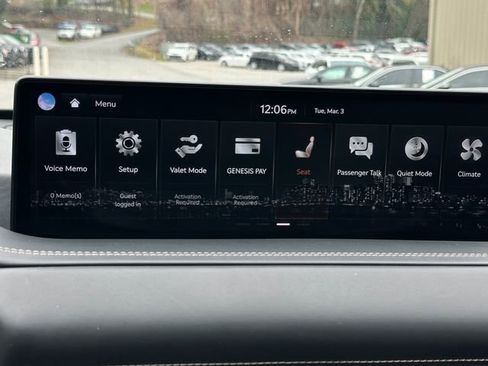 Menu
12:06PM
Tue, Mar. 3
Voice Memo
Setup
Valet Mode
GENESIS PAY
Seat
Passenger Talk
Quiet Mode
Climate
0 Memo(s)
Guest
logged in
Activation
Required
Activation
Required